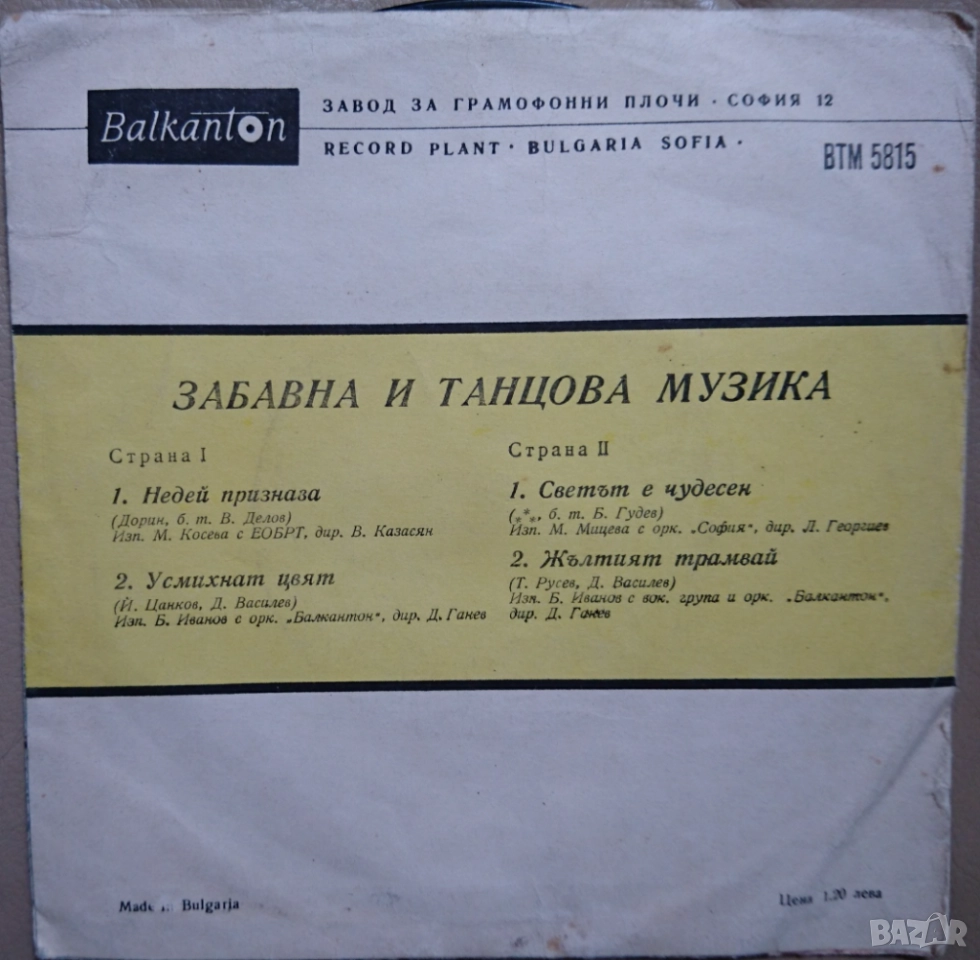 Balkanton
ЗАВОД ЗА ГРАМОФОННИ ПЛОЧИ · СОФИЯ 12
RECORD PLANT · BULGARIA SOFIA ·
ВТМ 5815
ЗАБАВНА И ТАНЦОВА МУЗИКА
Страна I
1. Недей призназа
(Дорин, б. т. В. Делов)
Изп. М. Косева с ЕОБРТ, дир. В. Казасян
2. Усмихнат цвят
(Й. Цанков, Д. Василев)
Изп. Б. Иванов с орк. „Балкантон“, дир. Д. Ганев
Страна II
1. Светът е чудесен
(***, б. т. Б. Гудев)
Изп. М. Мицева с орк. „София“, дир. Л. Георгиев
2. Жълтият трамвай
(Т. Русев, Д. Василев)
Изп. Б. Иванов с вок. група и орк. „Балкантон“,
дир. Д. Ганев
Made in Bulgaria
Цена 1.20 лева
BAZAR